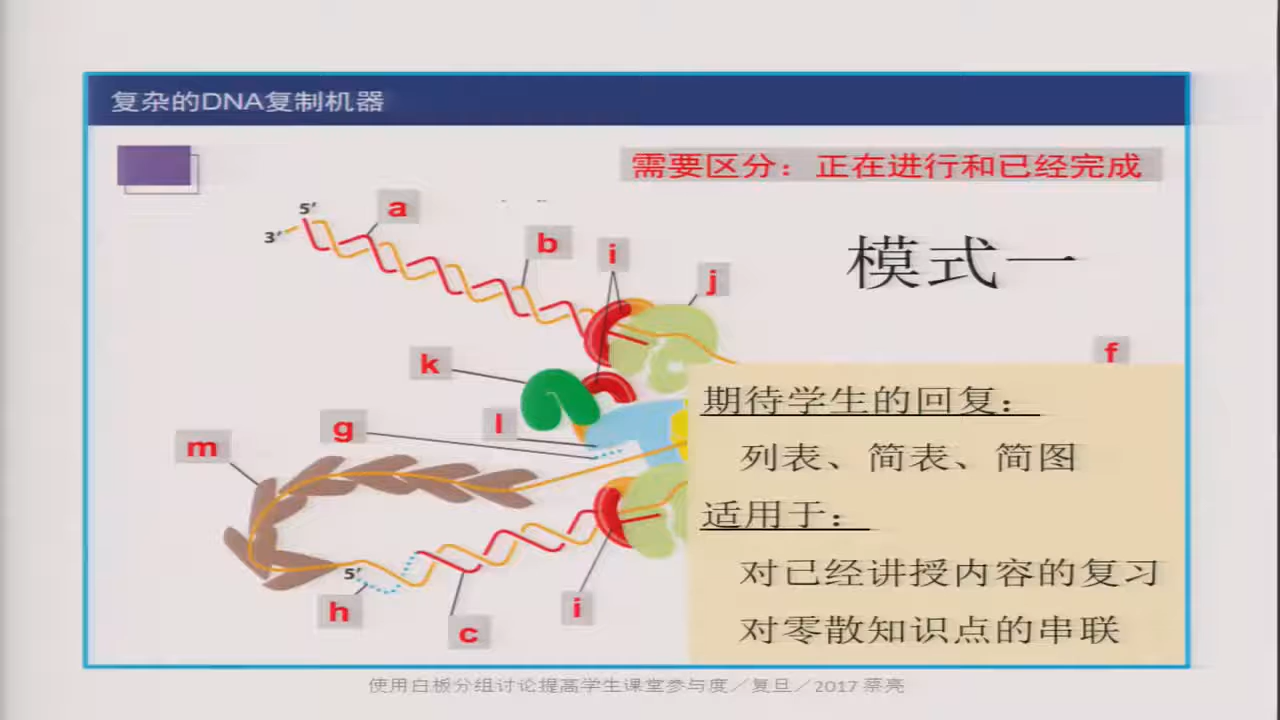 复杂的DNA复制机器
需要区分：正在进行和已经完成
5′
a
3′
b
i
j
模式一
f
k
期待学生的回复：
g
l
列表、简表、简图
m
适用于：
5′
对已经讲授内容的复习
h
i
c
对零散知识点的串联
使用白板分组讨论提高学生课堂参与度／复旦／2017 蔡亮